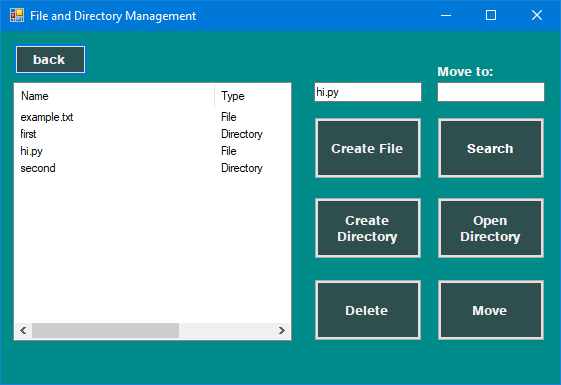 File and Directory Management
back
Move to:
hi.py
Name Type
example.txt File
first Directory
hi.py File
second Directory
Create File
Search
Create
Directory
Open
Directory
Delete
Move